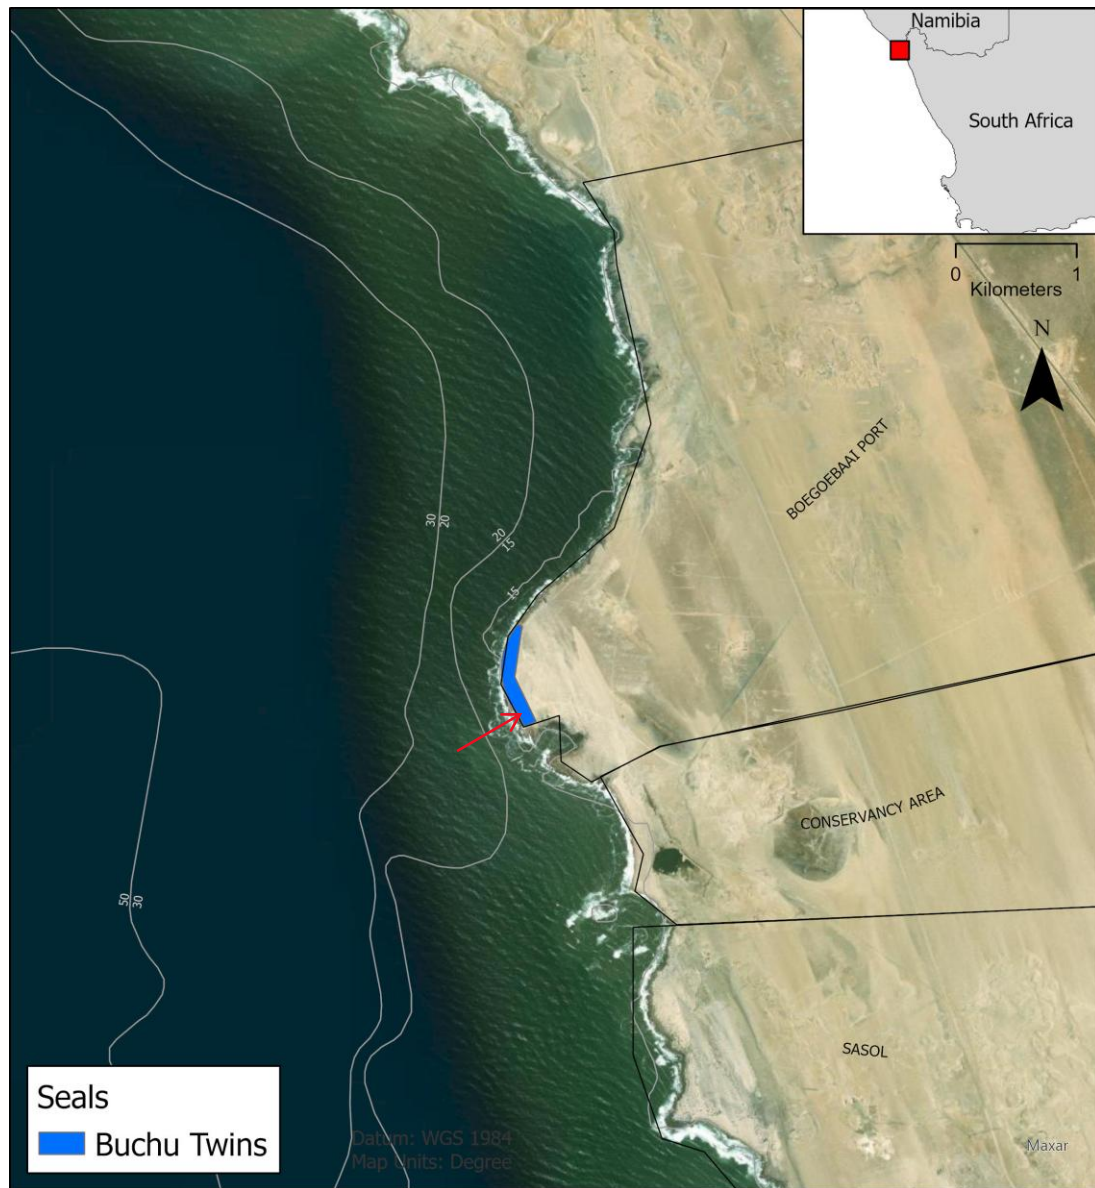 Namibia
South Africa
0 1
Kilometers
N
BOEGOEBAAI PORT
30
20
20
15
15
CONSERVANCY AREA
50
30
SASOL
Seals
Buchu Twins
Datum: WGS 1984
Map Units: Degree
Maxar